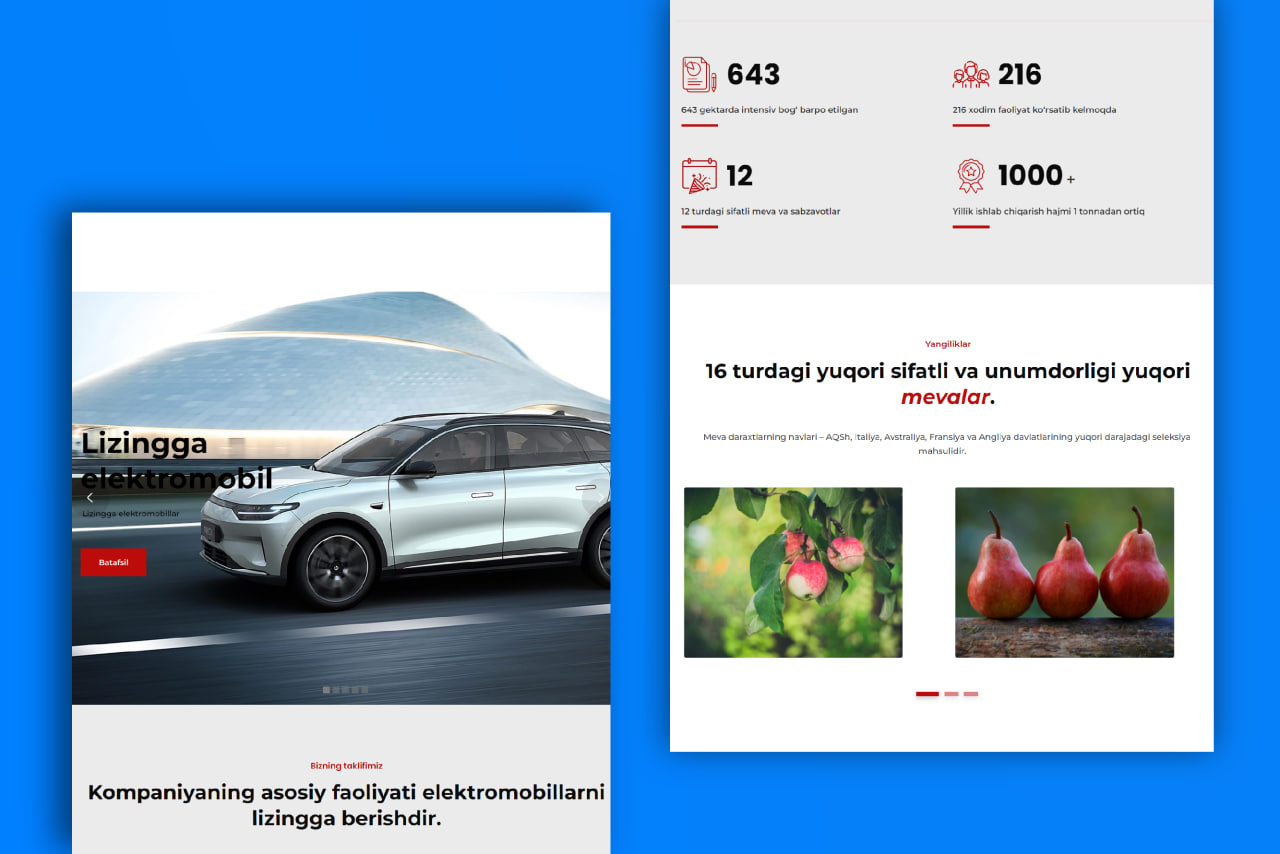 Lizingga
elektromobil
Lizingga elektromobillar
Batafsil
Bizning taklifimiz
Kompaniyaning asosiy faoliyati elektromobillarni
lizingga berishdir.
643
643 gektarda intensiv bog‘ barpo etilgan
216
216 xodim faoliyat ko‘rsatib kelmoqda
12
12 turdagi sifatli meva va sabzavotlar
1000 +
Yillik ishlab chiqarish hajmi 1 tonnadan ortiq
Yangiliklar
16 turdagi yuqori sifatli va unumdorligi yuqori
mevalar.
Meva daraxtlarning navlari – AQSh, Italiya, Avstraliya, Fransiya va Angliya davlatlarining yuqori darajadagi seleksiya
mahsulidir.